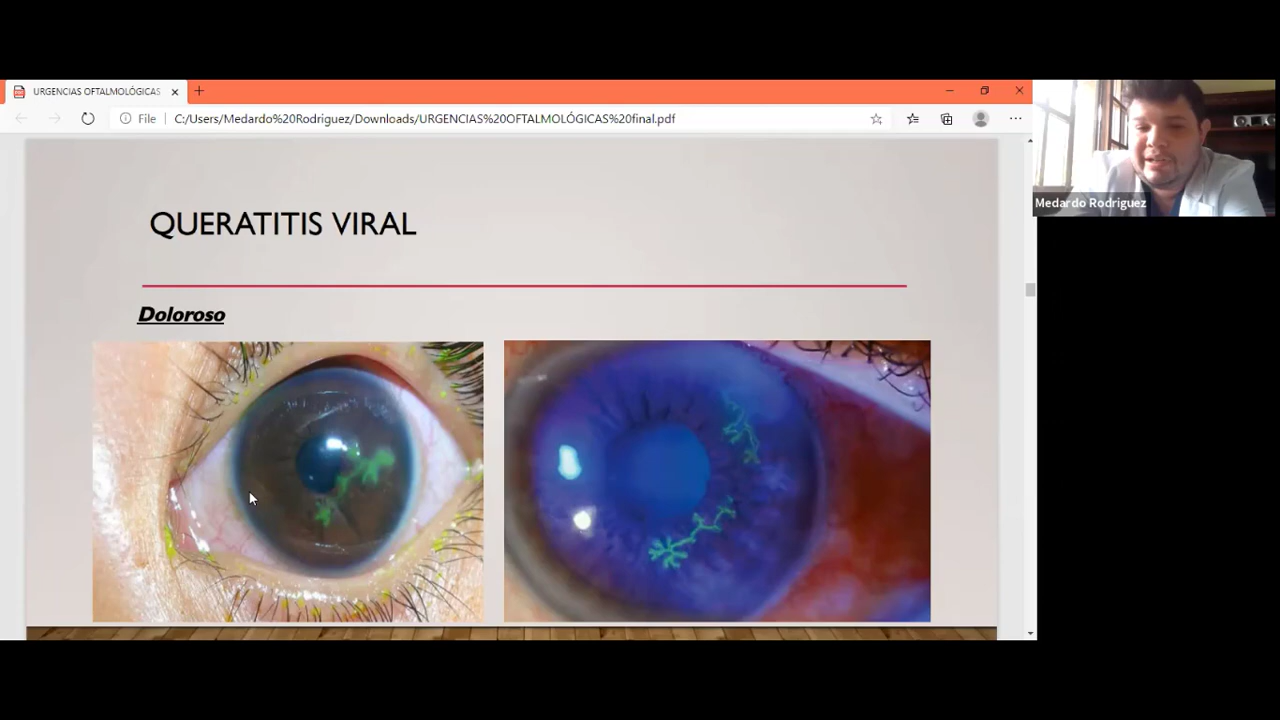 URGENCIAS OFTALMOLÓGICAS
File
C:/Users/Medardo%20Rodriguez/Downloads/URGENCIAS%20OFTALMOLÓGICAS%20final.pdf
Medardo Rodriguez
QUERATITIS VIRAL
Doloroso